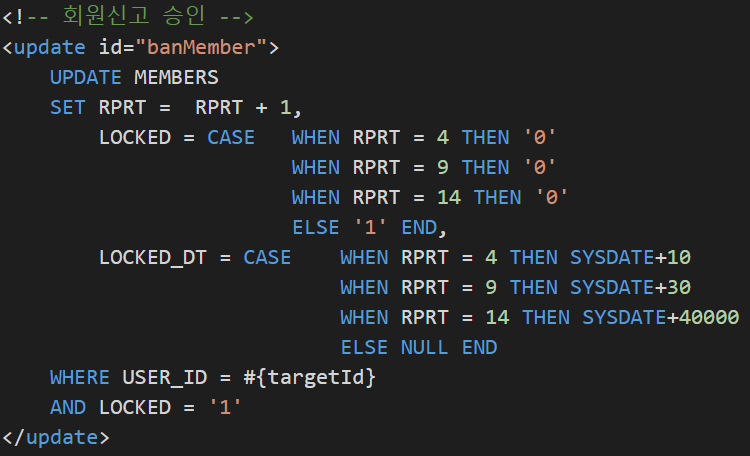 <!-- 회원신고 승인 -->
<update id="banMember">
    UPDATE MEMBERS
    SET RPRT =  RPRT + 1,
        LOCKED = CASE   WHEN RPRT = 4 THEN '0'
                        WHEN RPRT = 9 THEN '0'
                        WHEN RPRT = 14 THEN '0'
                        ELSE '1' END,
        LOCKED_DT = CASE    WHEN RPRT = 4 THEN SYSDATE+10
                            WHEN RPRT = 9 THEN SYSDATE+30
                            WHEN RPRT = 14 THEN SYSDATE+40000
                            ELSE NULL END
    WHERE USER_ID = #{targetId}
    AND LOCKED = '1'
</update>